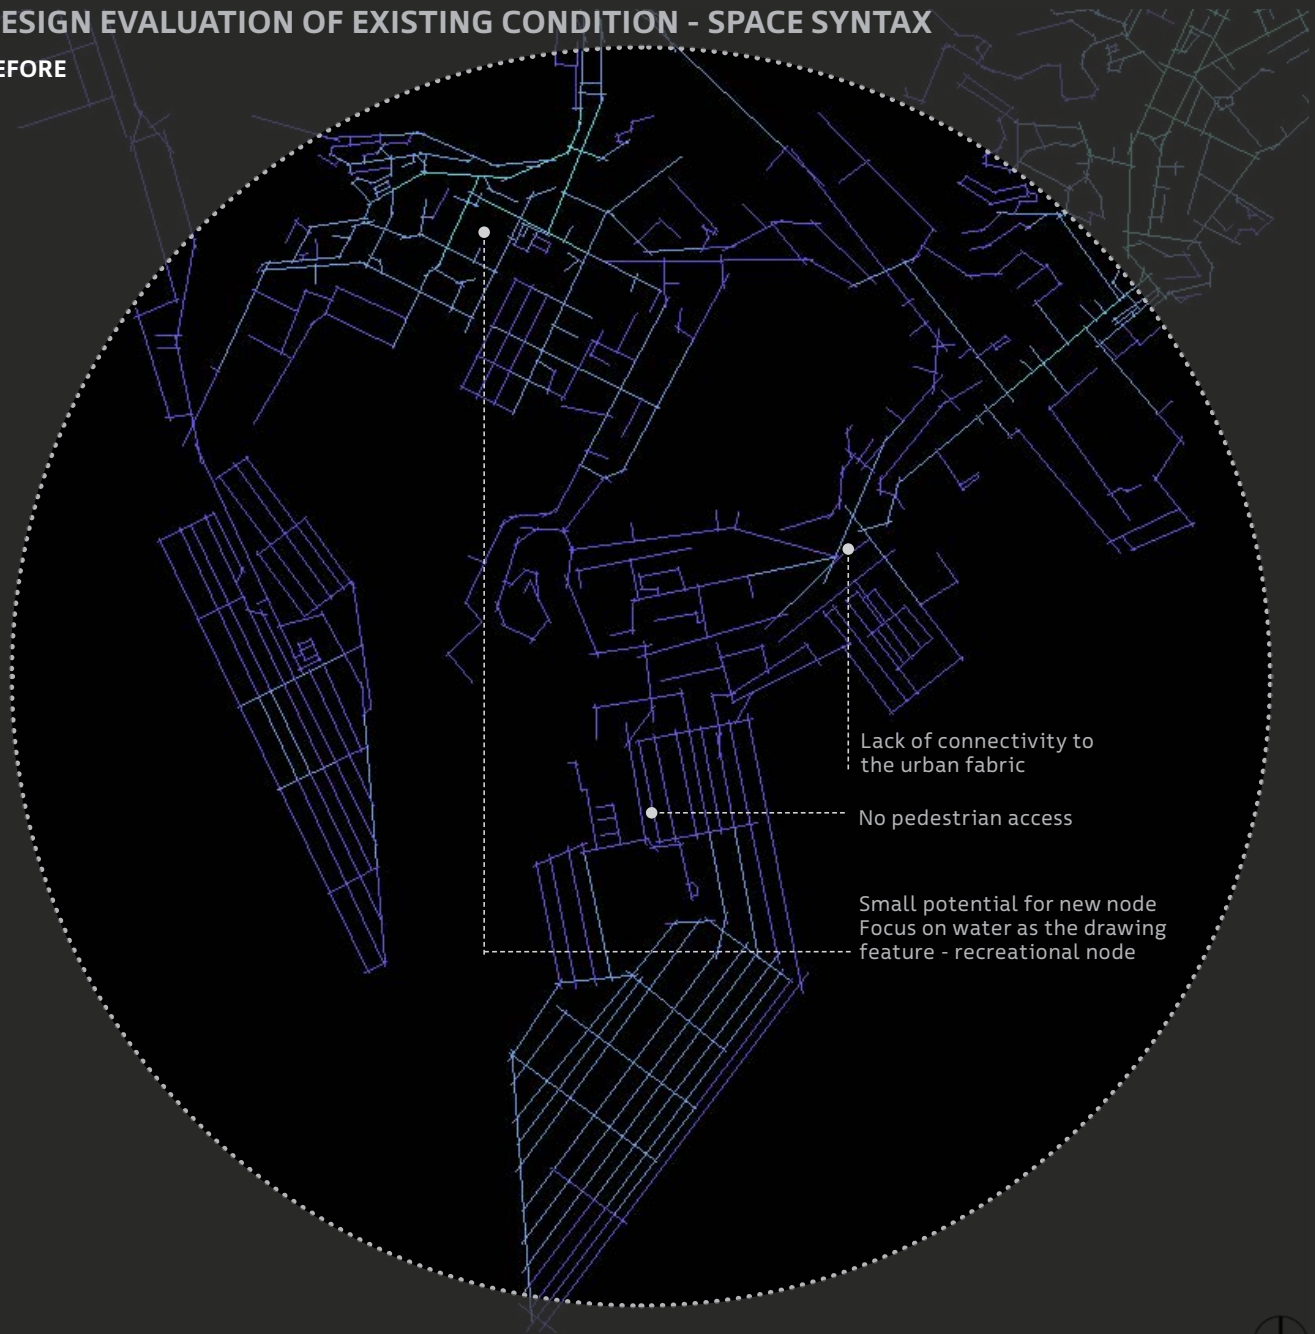 ESIGN EVALUATION OF EXISTING CONDITION - SPACE SYNTAX
EFORE
Lack of connectivity to
the urban fabric
No pedestrian access
Small potential for new node
Focus on water as the drawing
feature - recreational node